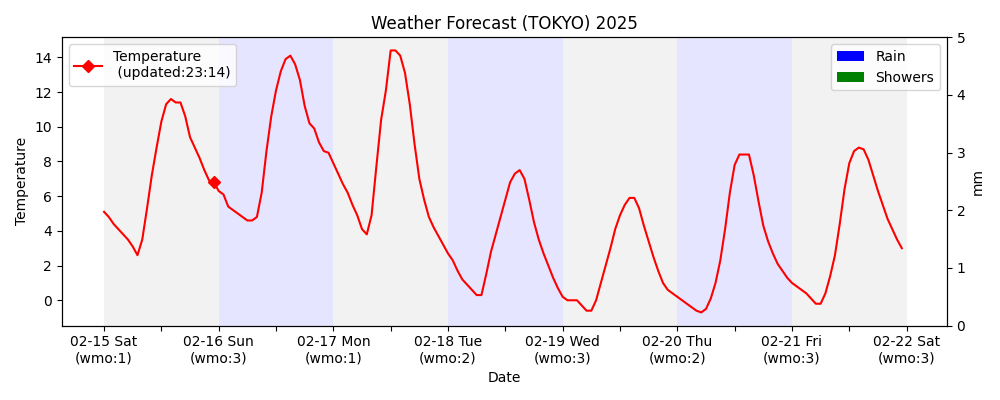 Weather Forecast (TOKYO) 2025
Temperature
(updated:23:14)
Rain
Showers
Temperature
14
12
10
8
6
4
2
0
5
4
3
2
1
0
mm
02-15 Sat
(wmo:1)
02-16 Sun
(wmo:3)
02-17 Mon
(wmo:1)
02-18 Tue
(wmo:2)
02-19 Wed
(wmo:3)
02-20 Thu
(wmo:2)
02-21 Fri
(wmo:3)
02-22 Sat
(wmo:3)
Date